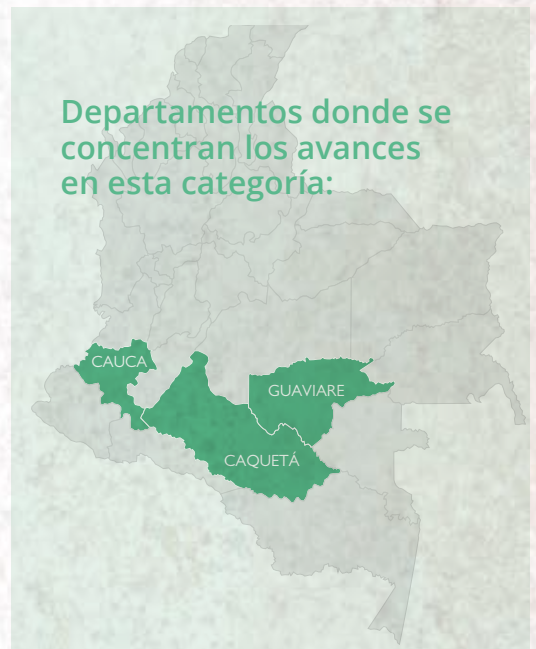 Departamentos donde se
concentran los avances
en esta categoría:
CAUCA
GUAVIARE
CAQUETÁ